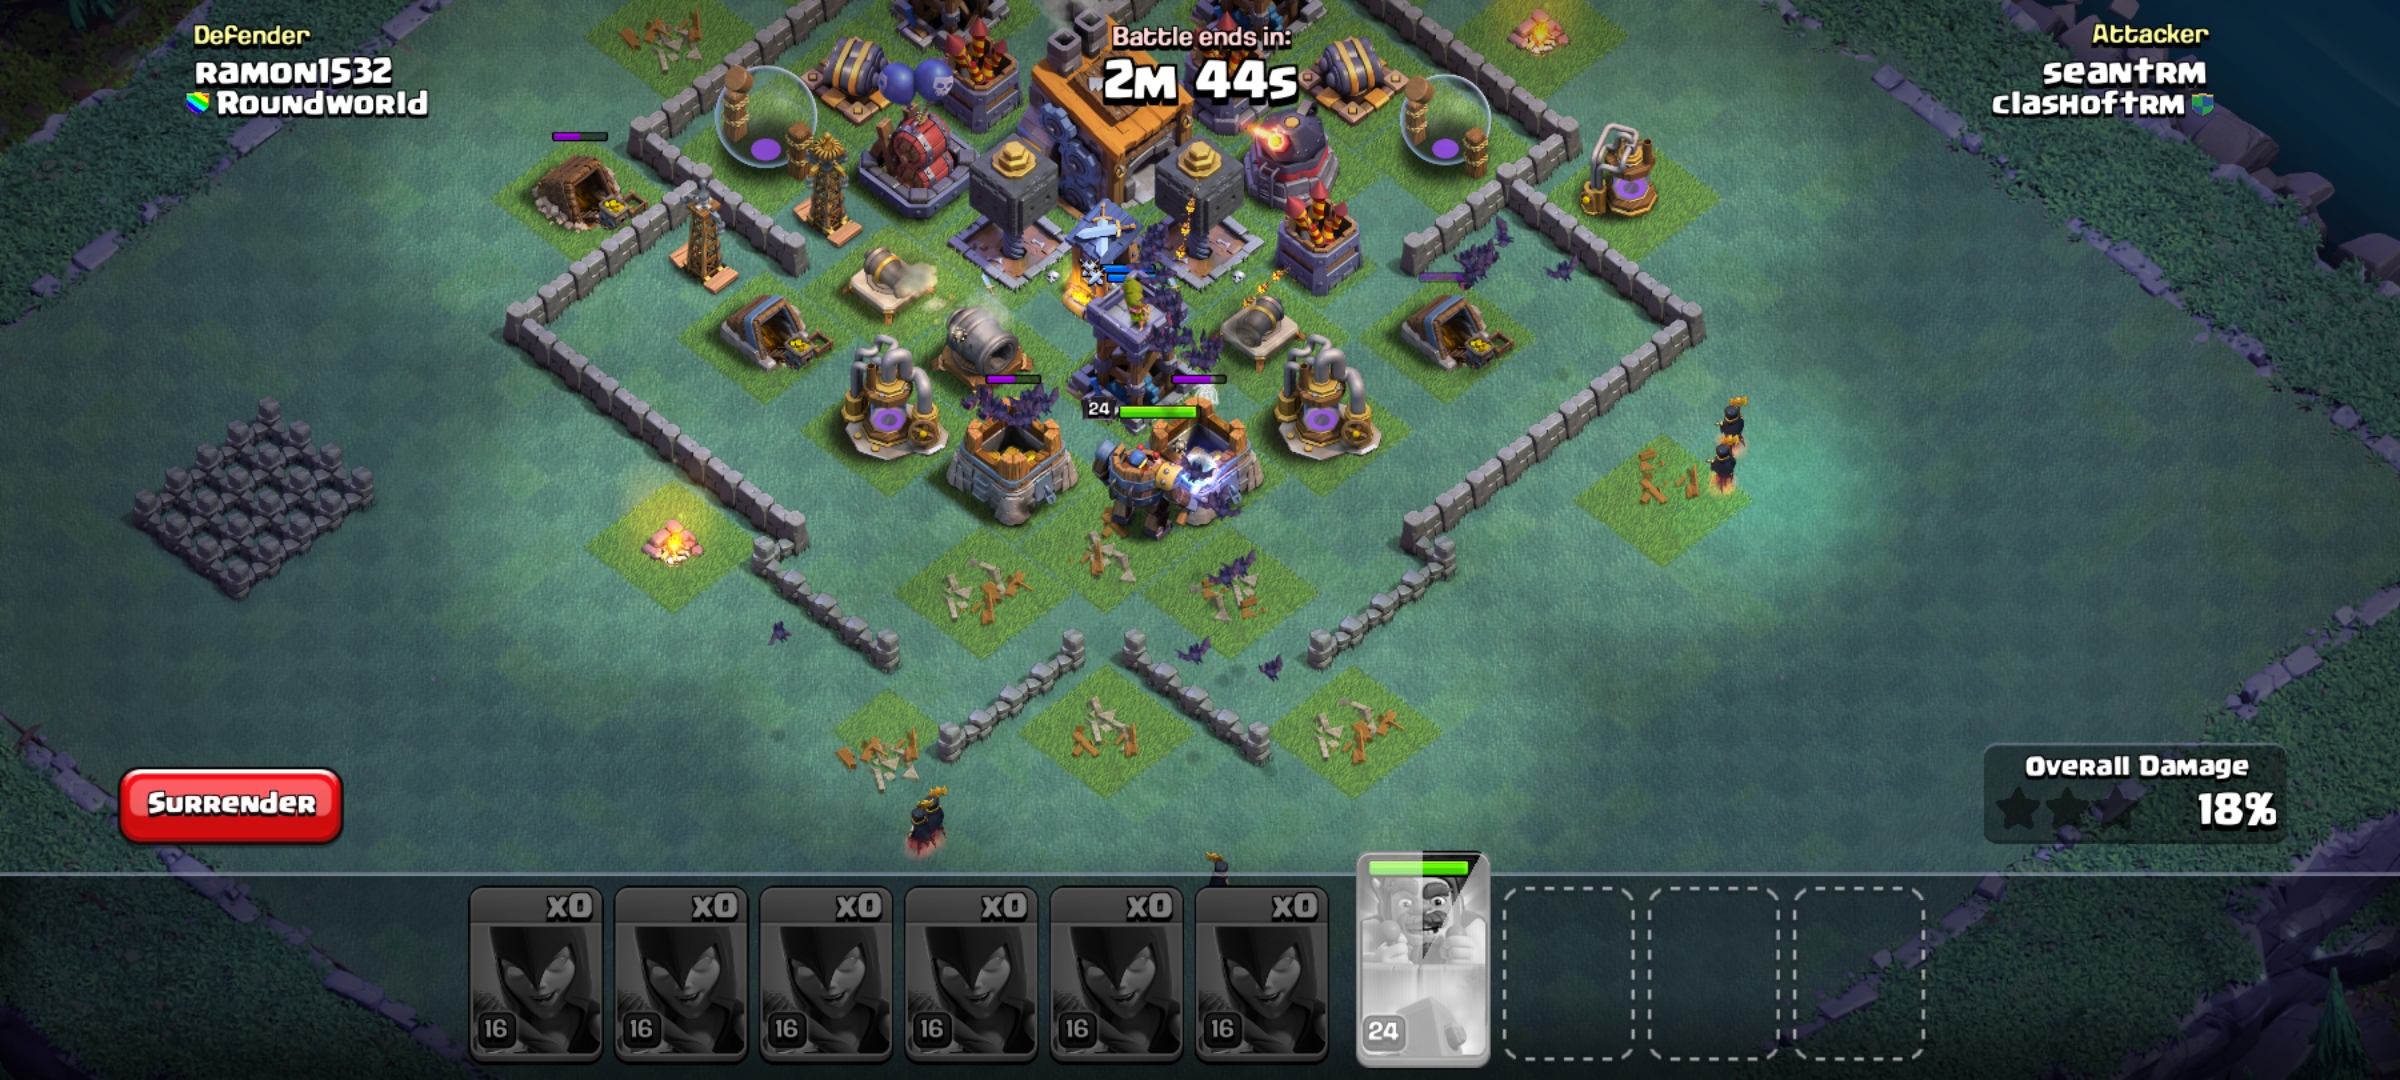 Defender
Ramon1532
Roundworld
Battle ends in:
2M 44s
Attacker
seantrm
clashoftrm
24
Surrender
Overall Damage
18%
x0
x0
x0
x0
x0
x0
16
16
16
16
16
16
24